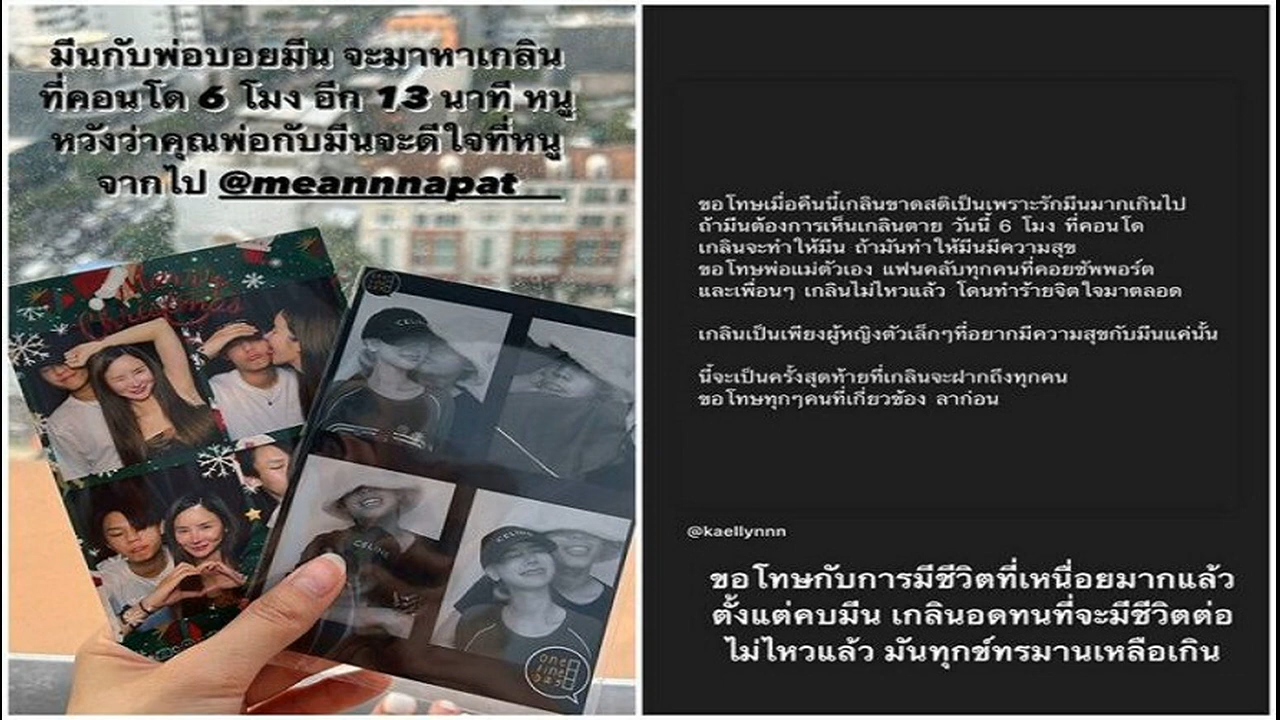 มีนกับพ่อบอยมีน จะมาหาเกลิน
ที่คอนโด 6 โมง อีก 13 นาที หนู
หวังว่าคุณพ่อกับมีนจะดีใจที่หนู
จากไป @meannnapat__
Merry
Christmas
CELINE
CELINE
CELINE
one
line
bkk
ขอโทษเมื่อคืนนี้เกลินขาดสติเป็นเพราะรักมีนมากเกินไป
ถ้ามีนต้องการเห็นเกลินตาย วันนี้ 6 โมง ที่คอนโด
เกลินจะทำให้มีน ถ้ามันทำให้มีนมีความสุข
ขอโทษพ่อแม่ตัวเอง แฟนคลับทุกคนที่คอยซัพพอร์ต
และเพื่อนๆ เกลินไม่ไหวแล้ว โดนทำร้ายจิตใจมาตลอด
เกลินเป็นเพียงผู้หญิงตัวเล็กๆที่อยากมีความสุขกับมีนแค่นั้น
นี้จะเป็นครั้งสุดท้ายที่เกลินจะฝากถึงทุกคน
ขอโทษทุกๆคนที่เกี่ยวข้อง ลาก่อน
@kaellynnn
ขอโทษกับการมีชีวิตที่เหนื่อยมากแล้ว
ตั้งแต่คบมีน เกลินอดทนที่จะมีชีวิตต่อ
ไม่ไหวแล้ว มันทุกข์ทรมานเหลือเกิน